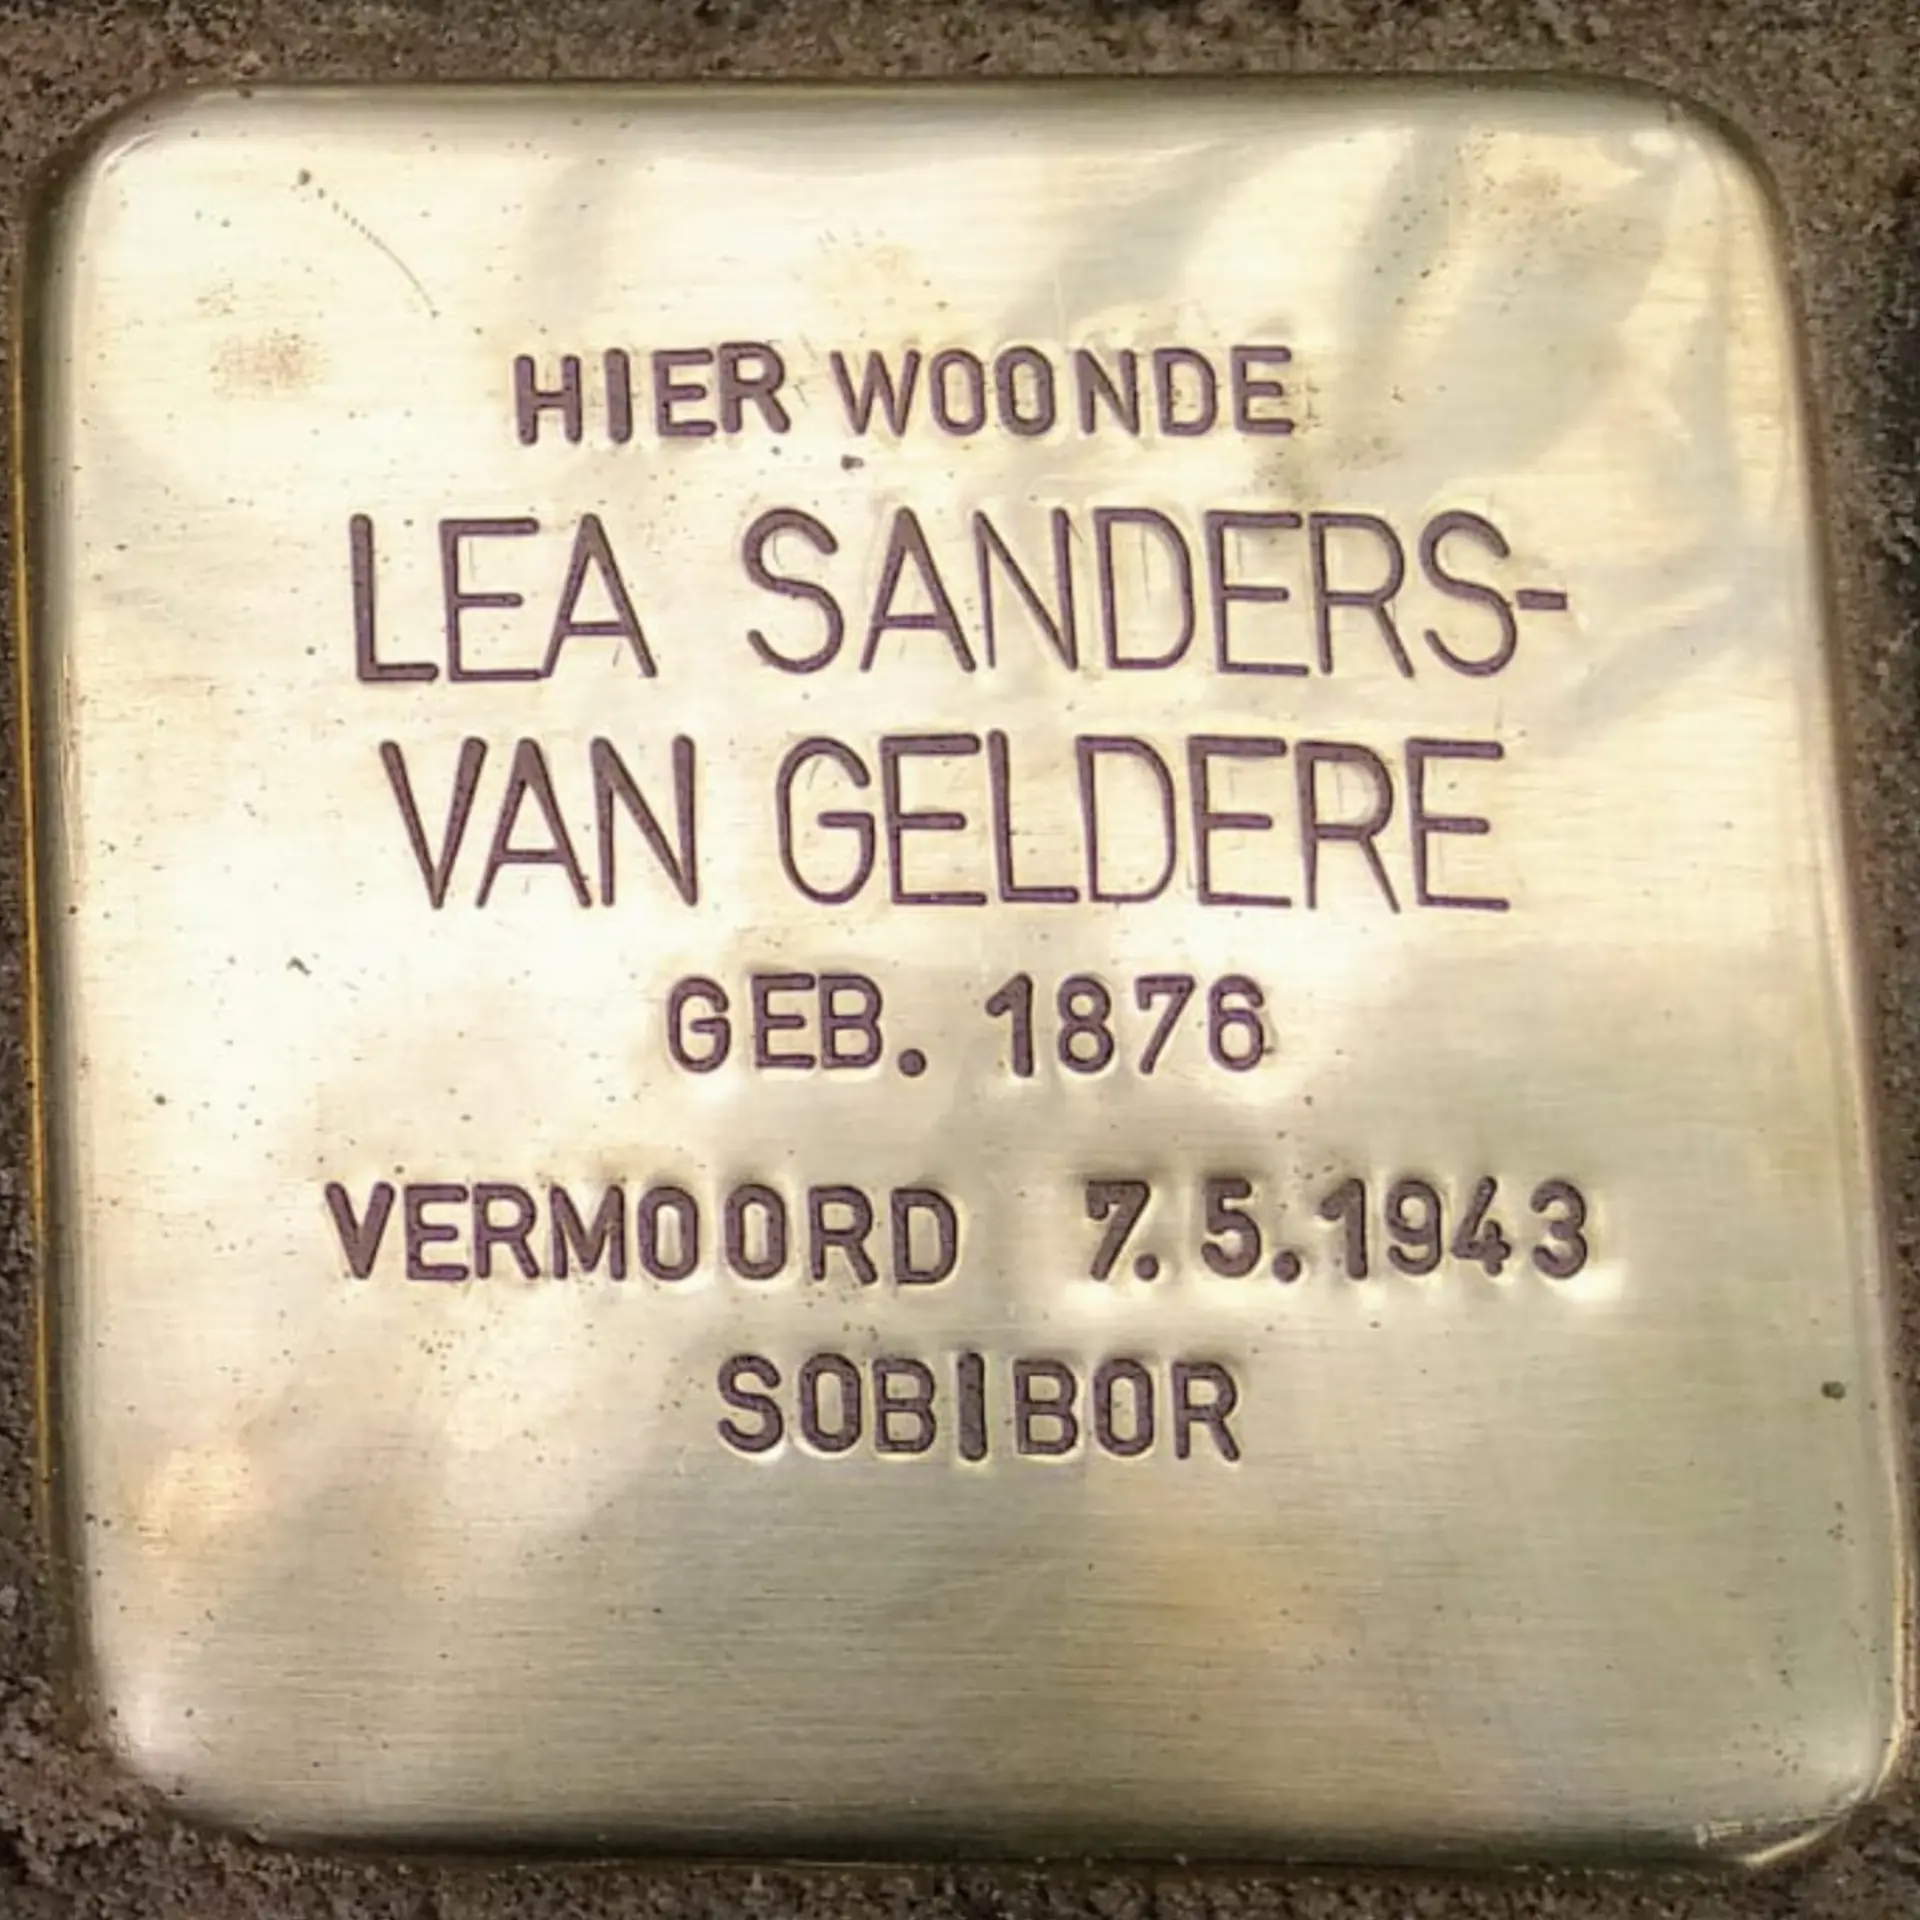 HIER WOONDE
LEA SANDERS-
VAN GELDERE
GEB. 1876
VERMOORD 7.5.1943
SOBIBOR